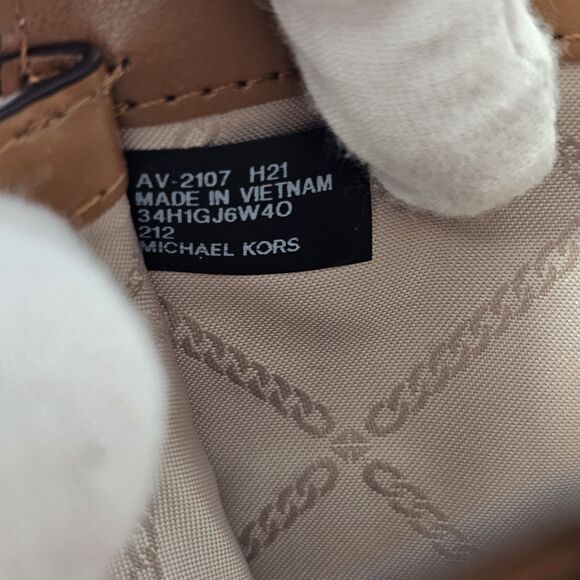 AV-2107 H21
MADE IN VIETNAM
34H1GJ6W4O
212
MICHAEL KORS